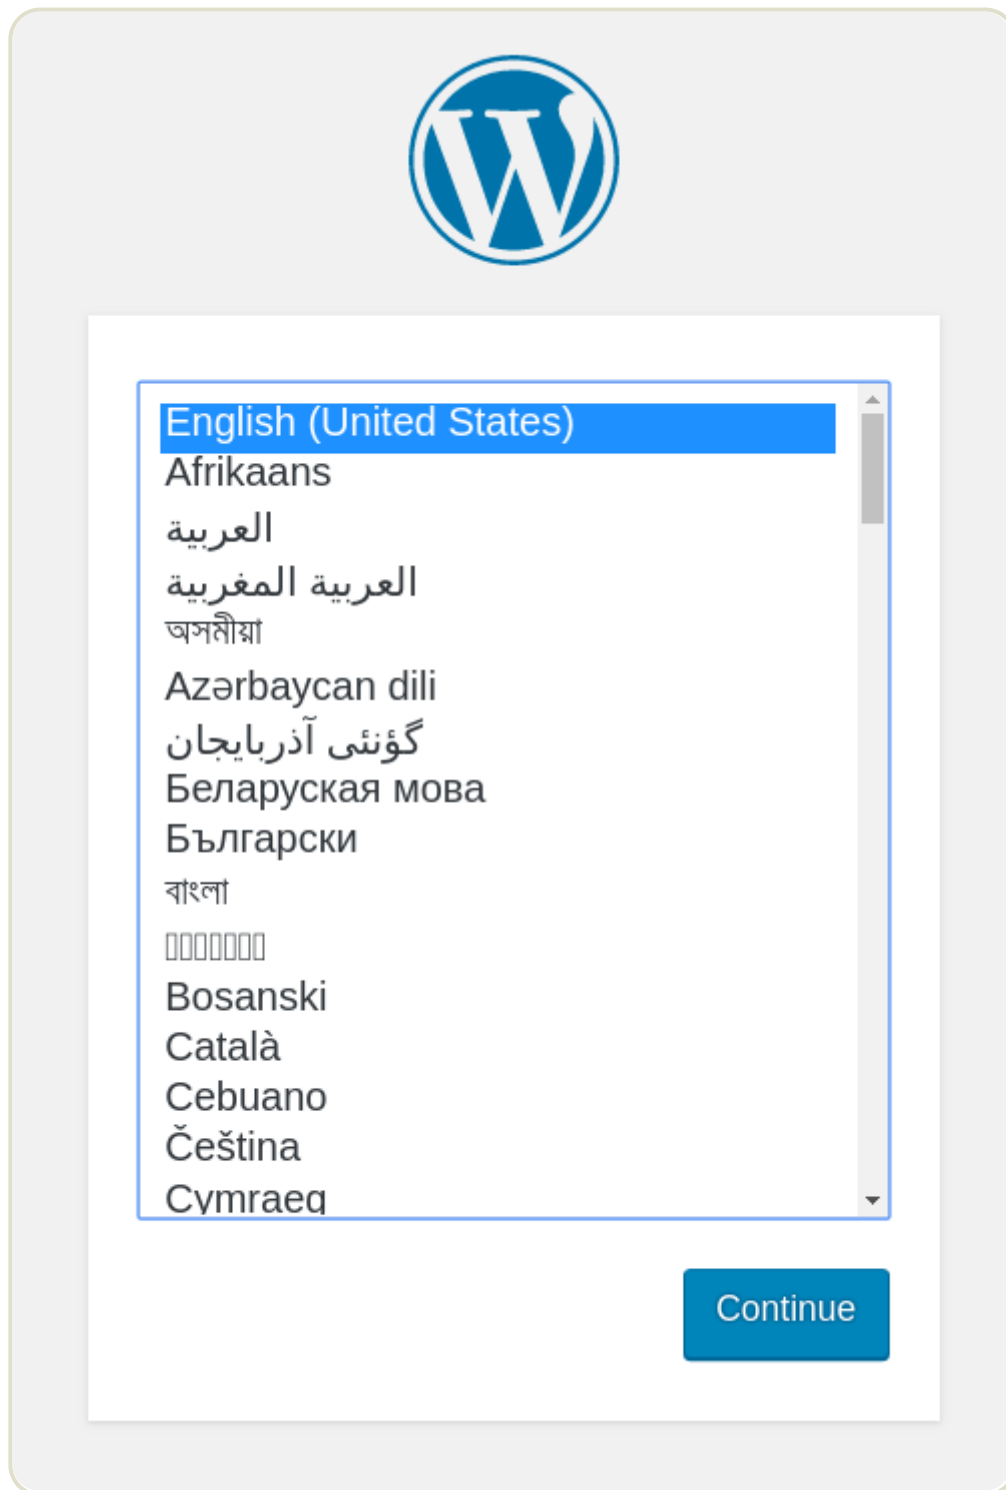 English (United States)
Afrikaans
العربية
العربية المغربية
অসমীয়া
Azərbaycan dili
گؤنئی آذربایجان
Беларуская мова
Български
বাংলা
Bosanski
Català
Cebuano
Čeština
Cymraeg
Continue